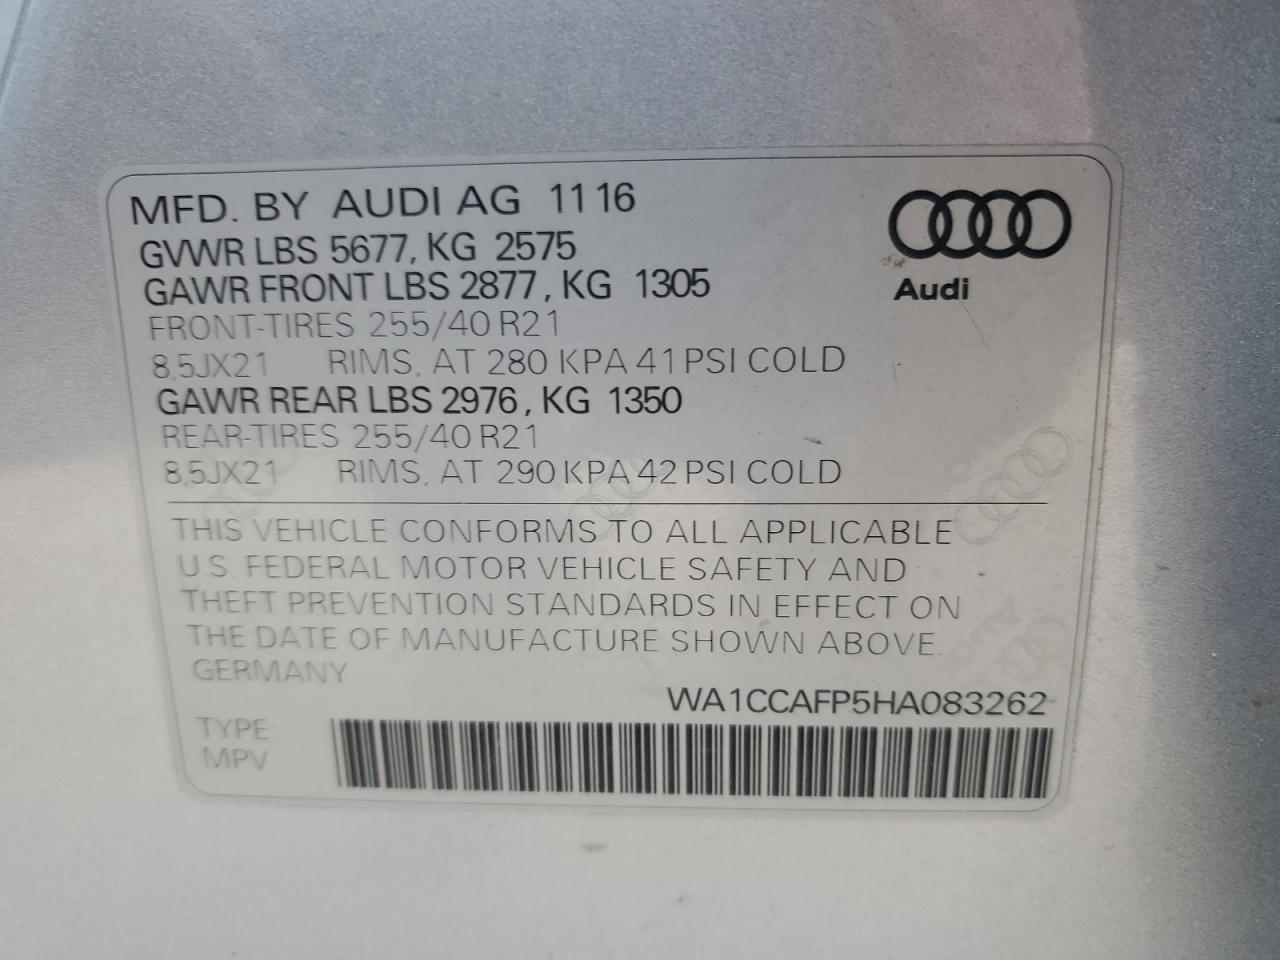 MFD. BY AUDI AG 11 16
GVWR LBS 5677, KG 2575
GAWR FRONT LBS 2877, KG 1305
FRONT-TIRES 255/40 R21
8,5JX21 RIMS, AT 280 KPA 41 PSI COLD
GAWR REAR LBS 2976, KG 1350
REAR-TIRES 255/40 R21
8,5JX21 RIMS, AT 290 KPA 42 PSI COLD
Audi
THIS VEHICLE CONFORMS TO ALL APPLICABLE
U.S. FEDERAL MOTOR VEHICLE SAFETY AND
THEFT PREVENTION STANDARDS IN EFFECT ON
THE DATE OF MANUFACTURE SHOWN ABOVE.
GERMANY
WA1CCAFP5HA083262
TYPE:
MPV